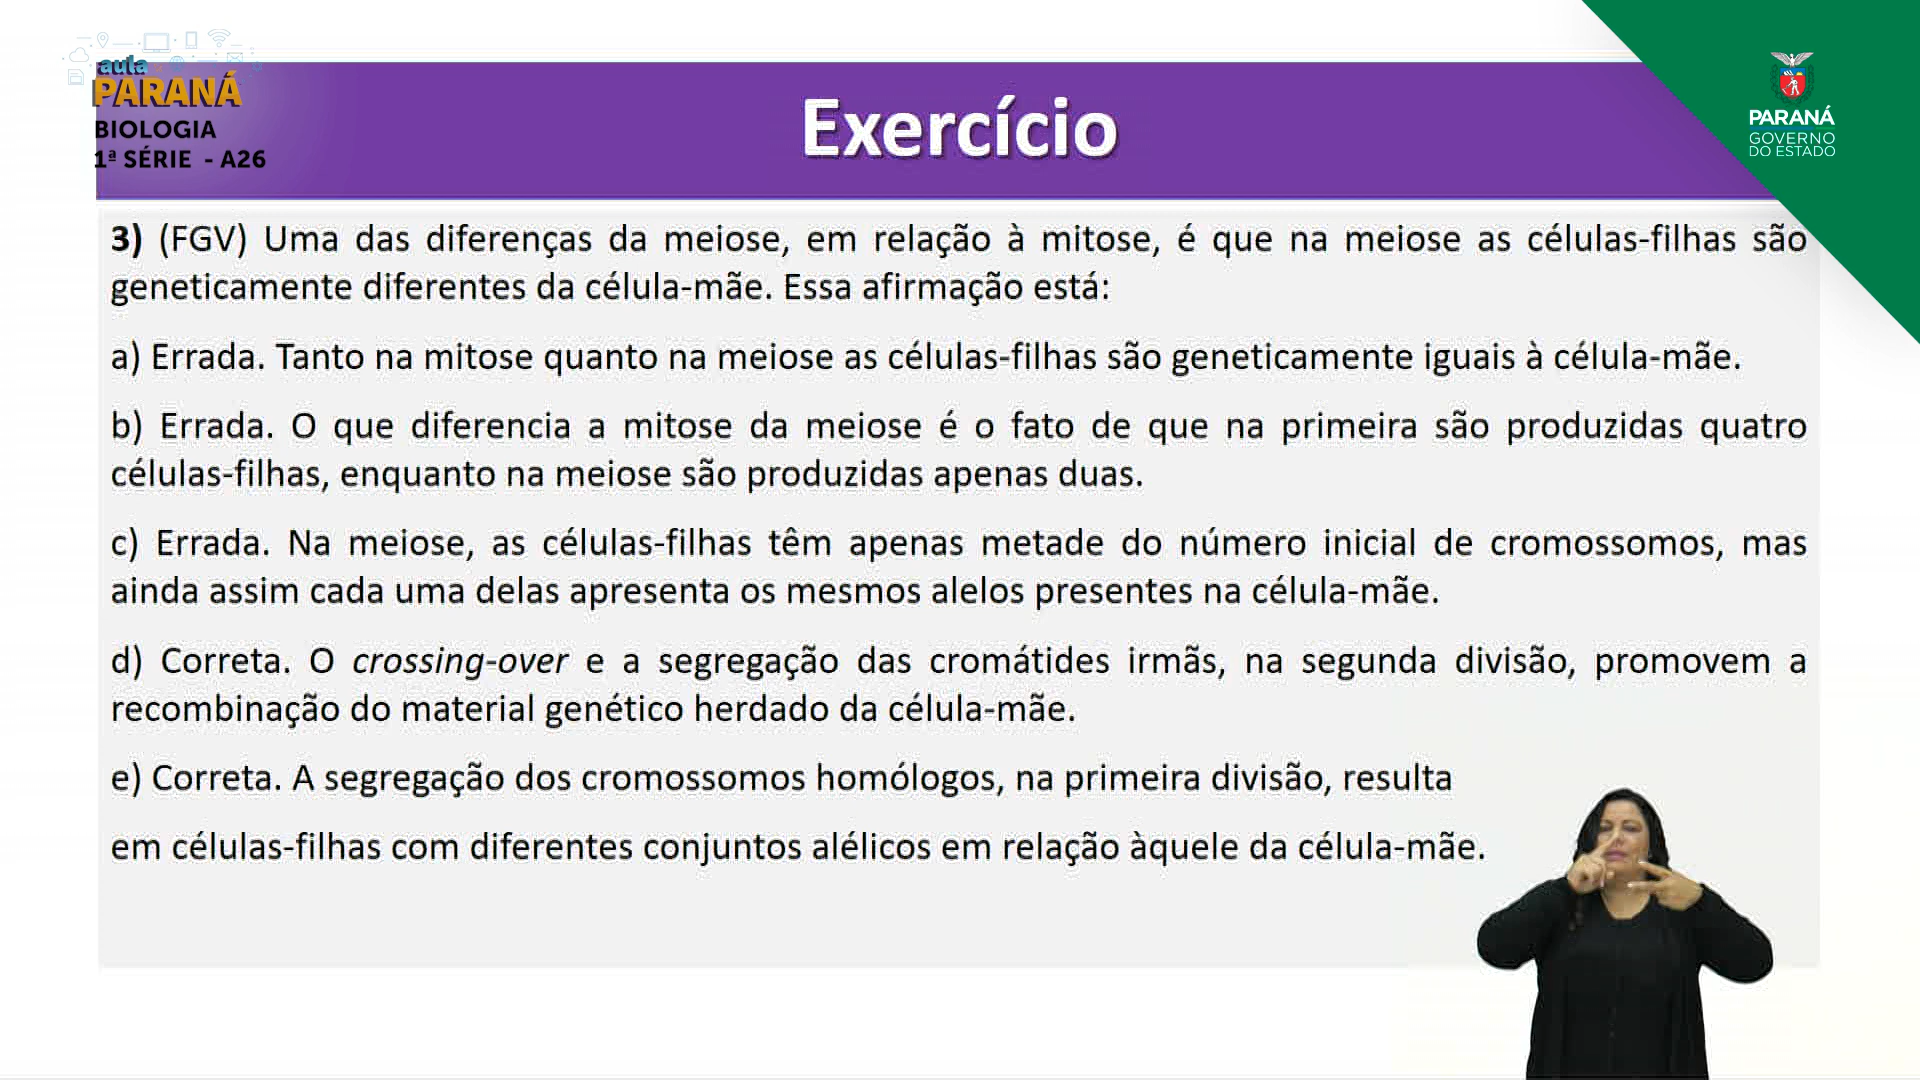 aula
PARANÁ
BIOLOGIA
1ª SÉRIE - A26
Exercício
PARANÁ
GOVERNO
DO ESTADO
3) (FGV) Uma das diferenças da meiose, em relação à mitose, é que na meiose as células-filhas são
geneticamente diferentes da célula-mãe. Essa afirmação está:
a) Errada. Tanto na mitose quanto na meiose as células-filhas são geneticamente iguais à célula-mãe.
b) Errada. O que diferencia a mitose da meiose é o fato de que na primeira são produzidas quatro
células-filhas, enquanto na meiose são produzidas apenas duas.
c) Errada. Na meiose, as células-filhas têm apenas metade do número inicial de cromossomos, mas
ainda assim cada uma delas apresenta os mesmos alelos presentes na célula-mãe.
d) Correta. O crossing-over e a segregação das cromátides irmãs, na segunda divisão, promovem a
recombinação do material genético herdado da célula-mãe.
e) Correta. A segregação dos cromossomos homólogos, na primeira divisão, resulta
em células-filhas com diferentes conjuntos alélicos em relação àquele da célula-mãe.